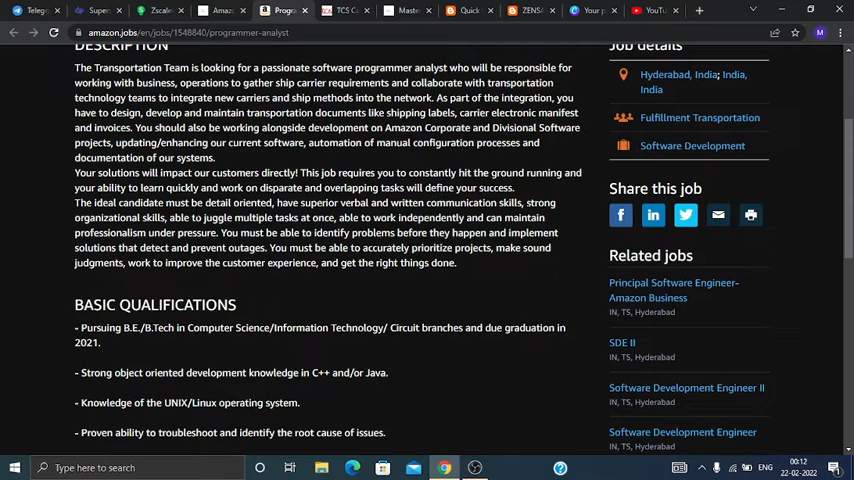 Telegr
Supers
Zscale
Amazo
Progra
TCS Ca
Maste
Quick
ZENSA
Your p
YouTu
amazon.jobs/en/jobs/1548840/programmer-analyst
M
DESCRIPTION
The Transportation Team is looking for a passionate software programmer analyst who will be responsible for
working with business, operations to gather ship carrier requirements and collaborate with transportation
technology teams to integrate new carriers and ship methods into the network. As part of the integration, you
have to design, develop and maintain transportation documents like shipping labels, carrier electronic manifest
and invoices. You should also be working alongside development on Amazon Corporate and Divisional Software
projects, updating/enhancing our current software, automation of manual configuration processes and
documentation of our systems.
Your solutions will impact our customers directly! This job requires you to constantly hit the ground running and
your ability to learn quickly and work on disparate and overlapping tasks will define your success.
The ideal candidate must be detail oriented, have superior verbal and written communication skills, strong
organizational skills, able to juggle multiple tasks at once, able to work independently and can maintain
professionalism under pressure. You must be able to identify problems before they happen and implement
solutions that detect and prevent outages. You must be able to accurately prioritize projects, make sound
judgments, work to improve the customer experience, and get the right things done.
BASIC QUALIFICATIONS
- Pursuing B.E./B.Tech in Computer Science/Information Technology/ Circuit branches and due graduation in
2021.
- Strong object oriented development knowledge in C++ and/or Java.
- Knowledge of the UNIX/Linux operating system.
- Proven ability to troubleshoot and identify the root cause of issues.
Job details
Hyderabad, India; India,
India
Fulfillment Transportation
Software Development
Share this job
Related jobs
Principal Software Engineer-
Amazon Business
IN, TS, Hyderabad
SDE II
IN, TS, Hyderabad
Software Development Engineer II
IN, TS, Hyderabad
Software Development Engineer
IN, TS, Hyderabad
Type here to search
ENG
00:12
22-02-2022